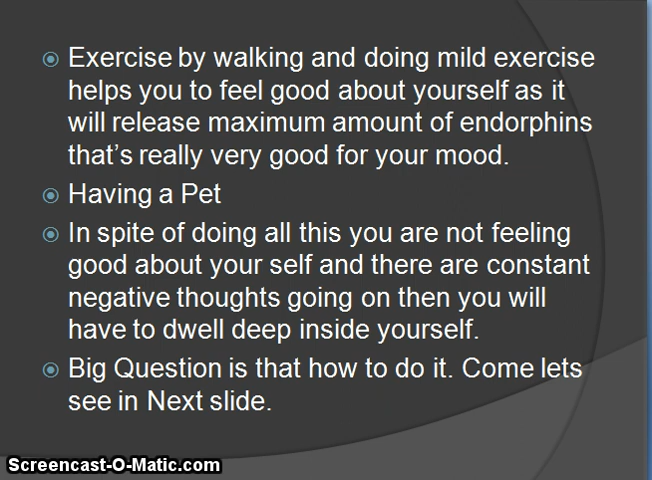 Exercise by walking and doing mild exercise
helps you to feel good about yourself as it
will release maximum amount of endorphins
that’s really very good for your mood.
Having a Pet
In spite of doing all this you are not feeling
good about your self and there are constant
negative thoughts going on then you will
have to dwell deep inside yourself.
Big Question is that how to do it. Come lets
see in Next slide.
Screencast-O-Matic.com